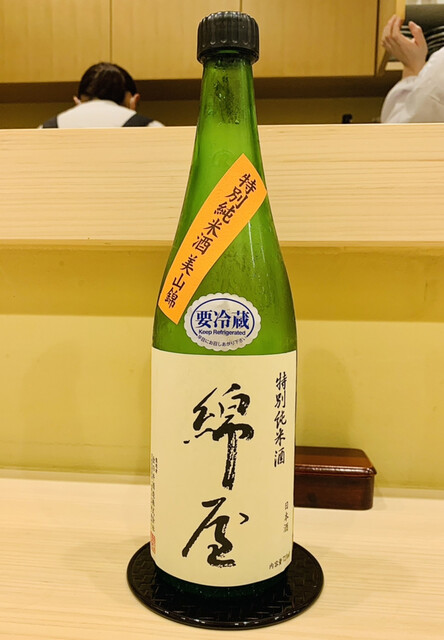 特別純米酒 美山錦
要冷蔵
Keep Refrigerated
特別純米酒
綿屋
日本酒